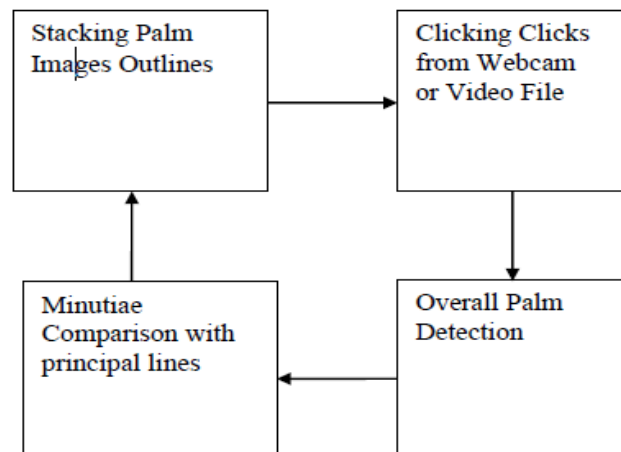 Stacking Palm
Images Outlines
Clicking Clicks
from Webcam
or Video File
Minutiae
Comparison with
principal lines
Overall Palm
Detection